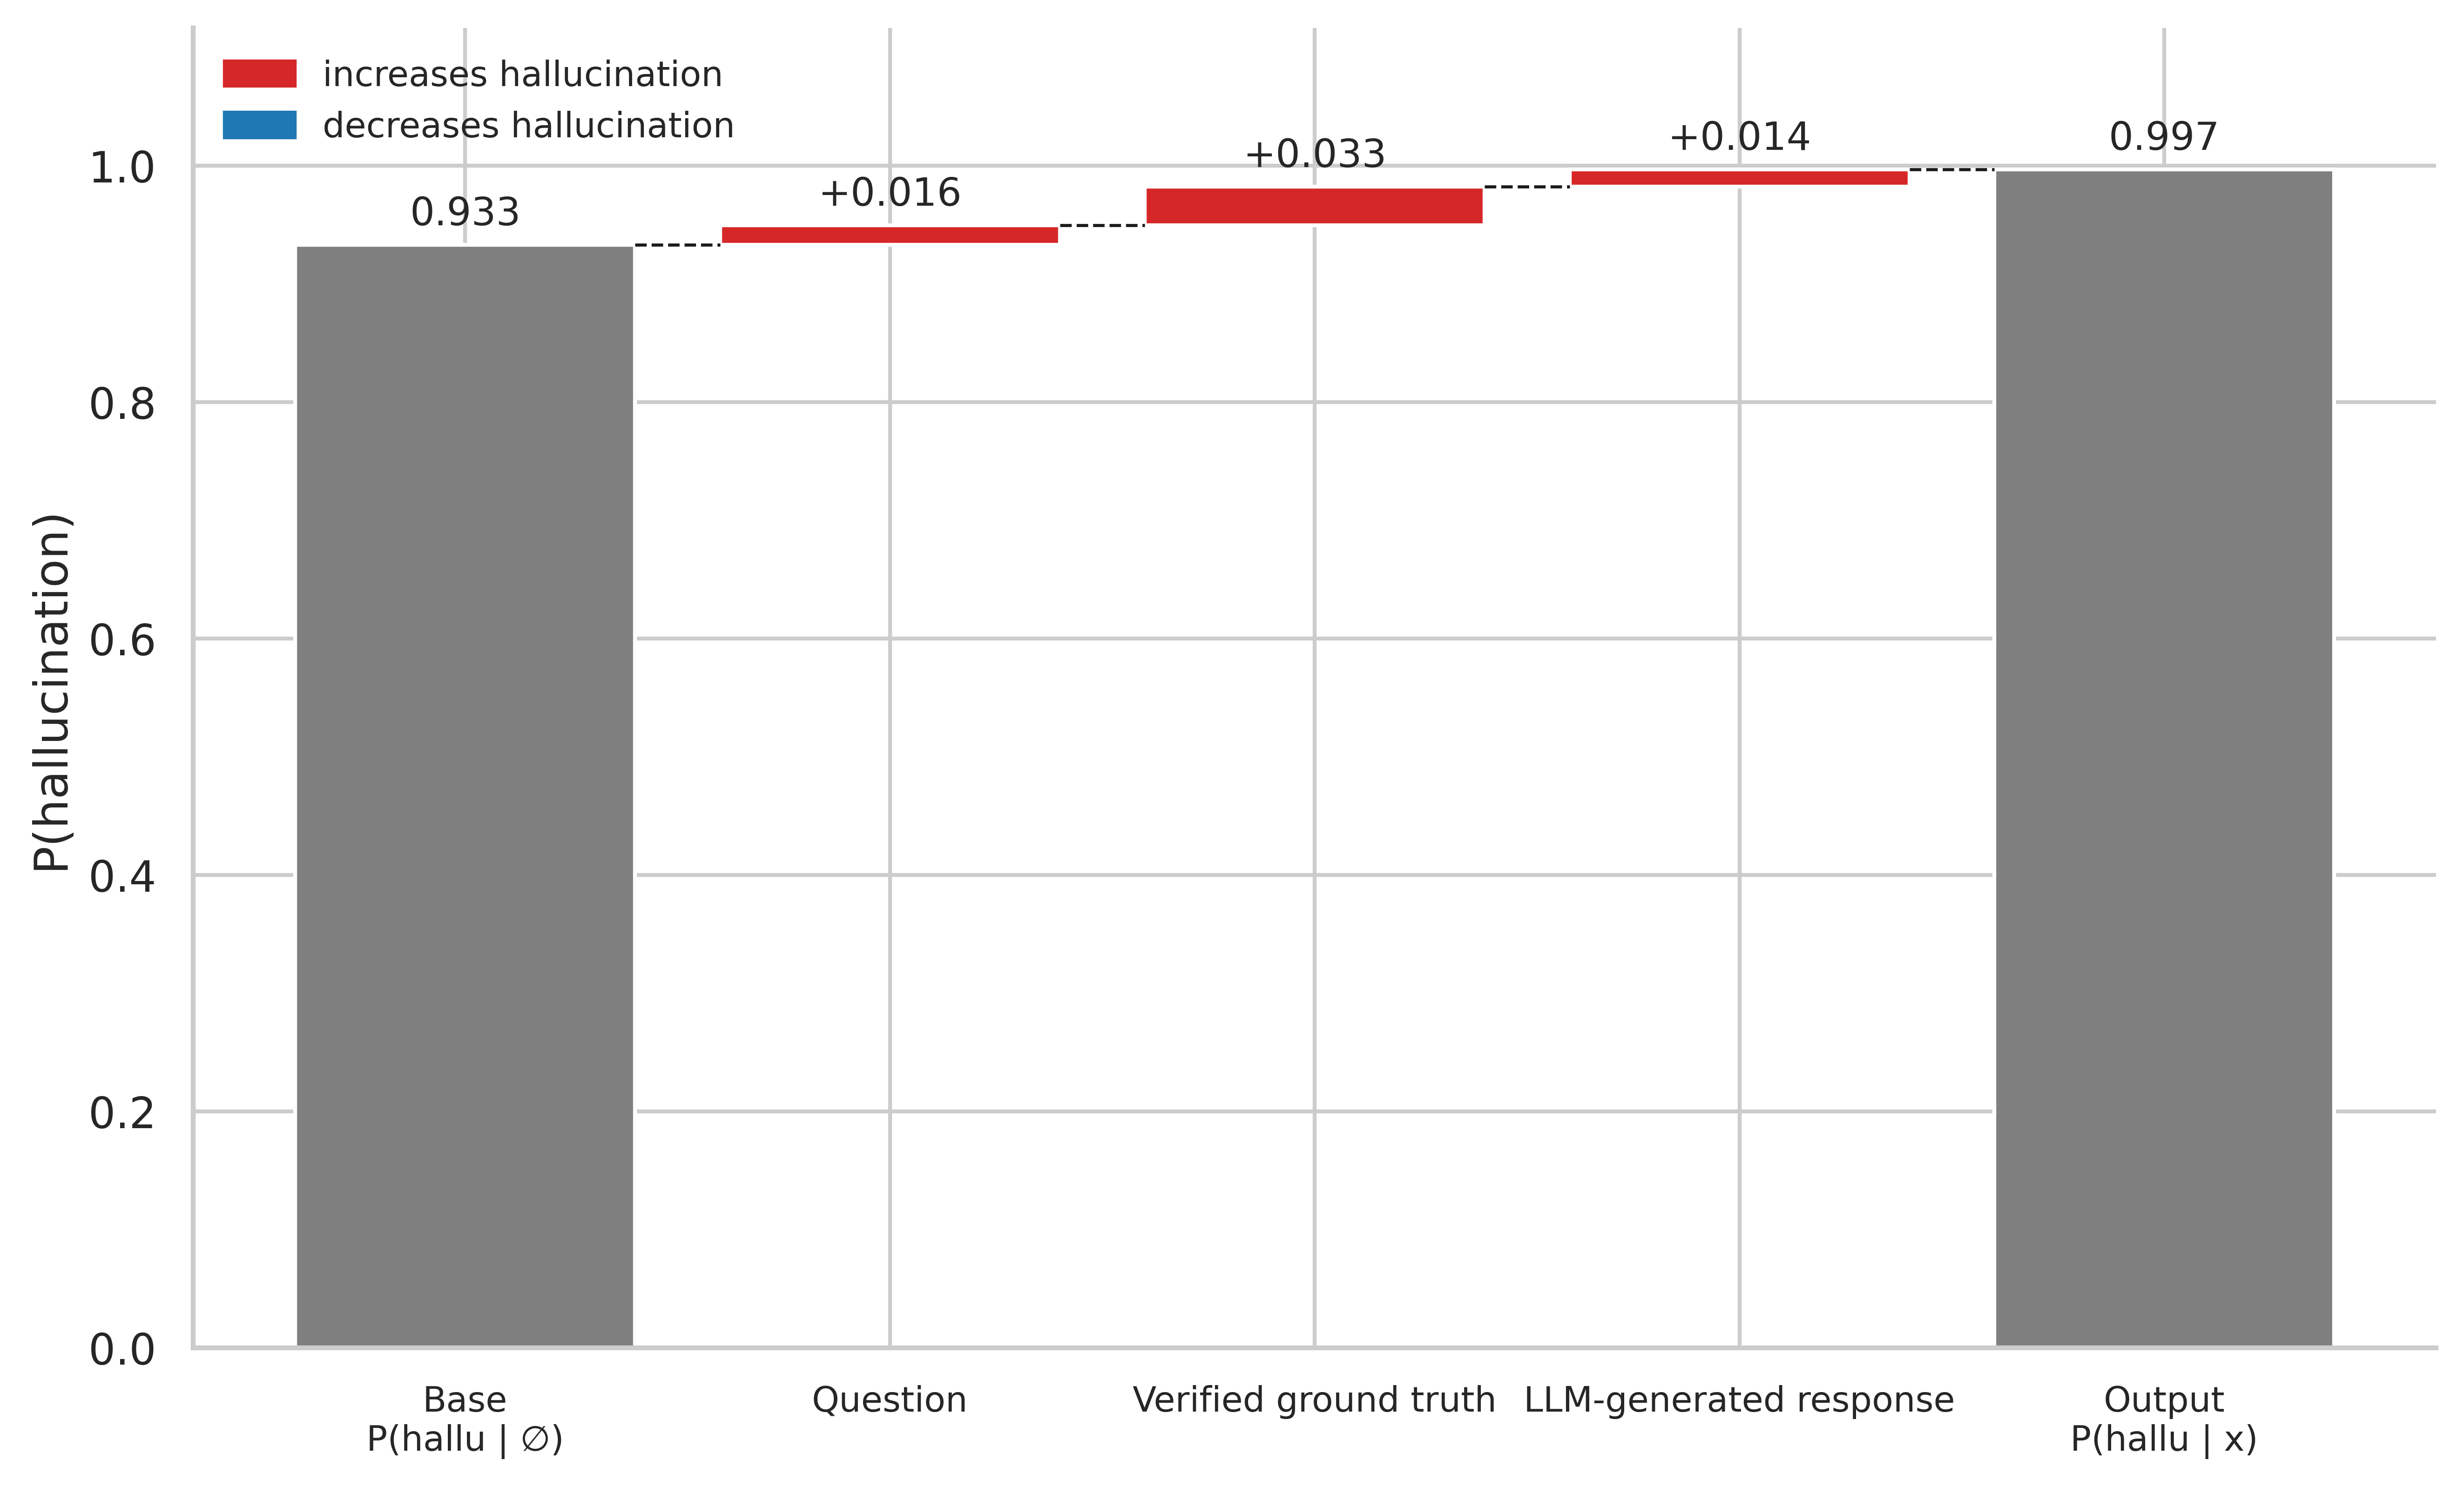 increases hallucination
decreases hallucination
P(hallucination)
1.0
0.8
0.6
0.4
0.2
0.0
0.933
+0.016
+0.033
+0.014
0.997
Base
P(hallu | ∅)
Question
Verified ground truth
LLM-generated response
Output
P(hallu | x)